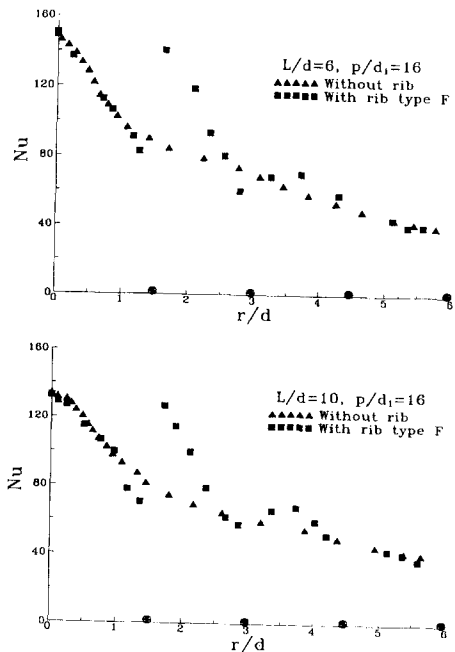 160
L/d=6, p/d₁=16
▲▲▲▲▲ Without rib
■■■■■ With rib type F
120
Nu
80
40
0
0 1 2 3 4 5 6
r/d
160
L/d=10, p/d₁=16
▲▲▲▲▲ Without rib
■■■■■ With rib type F
120
Nu
80
40
0
0 1 2 3 4 5 6
r/d